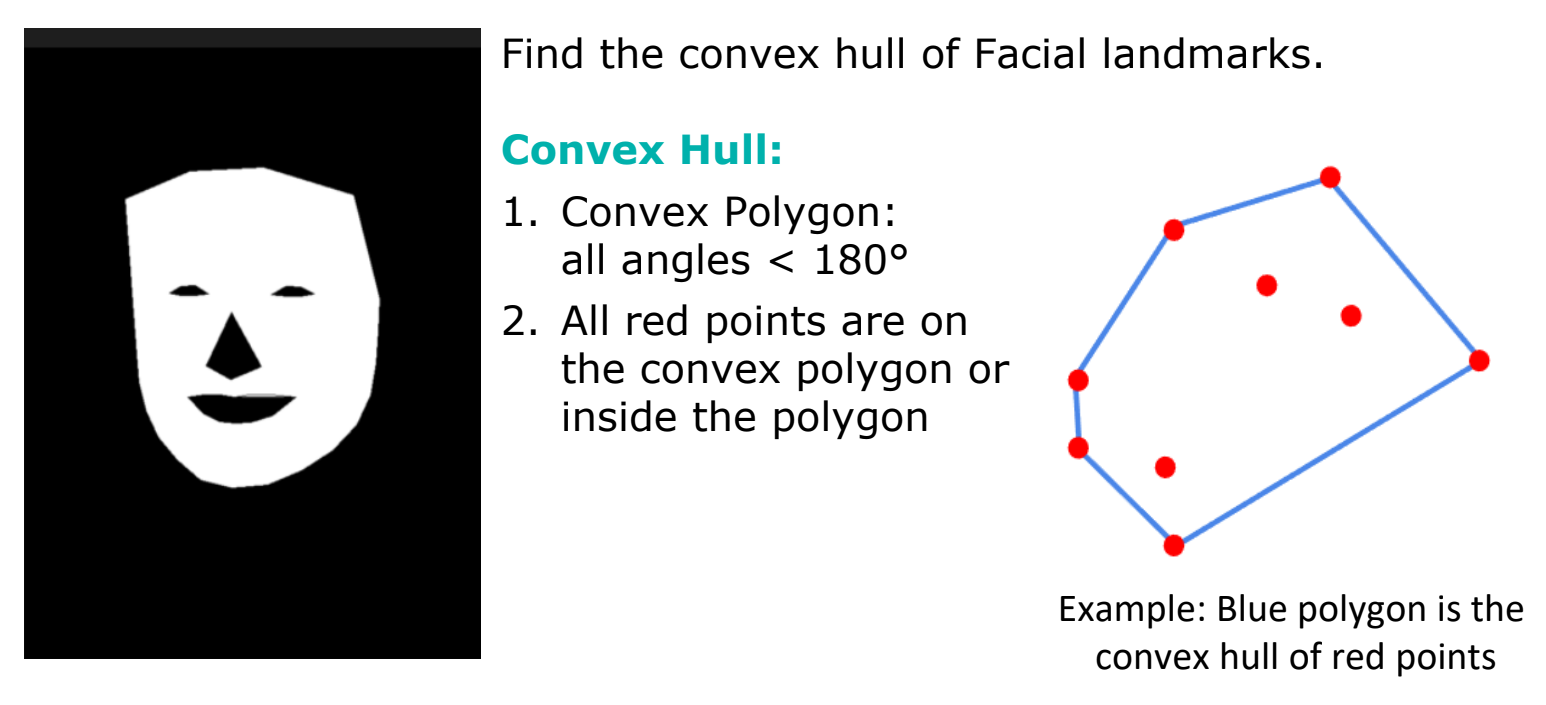 Find the convex hull of Facial landmarks.
Convex Hull:
1. Convex Polygon:
all angles < 180°
2. All red points are on
the convex polygon or
inside the polygon
Example: Blue polygon is the
convex hull of red points